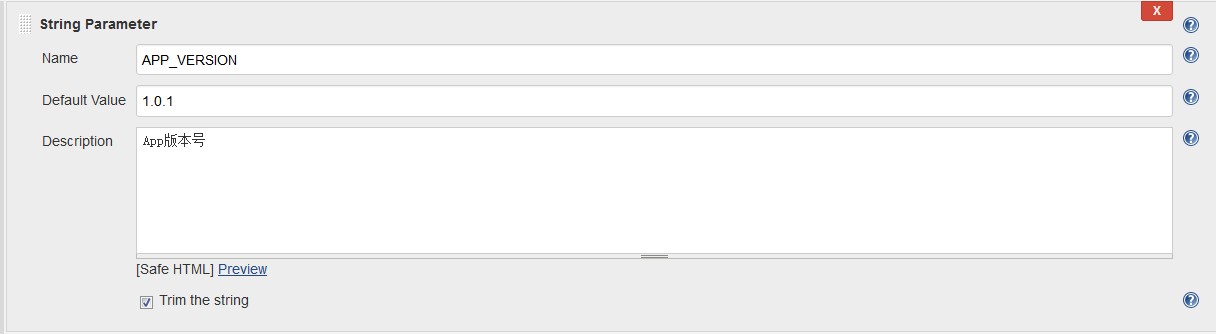 String Parameter
X
Name
APP_VERSION
Default Value
1.0.1
Description
App版本号
[Safe HTML] Preview
Trim the string